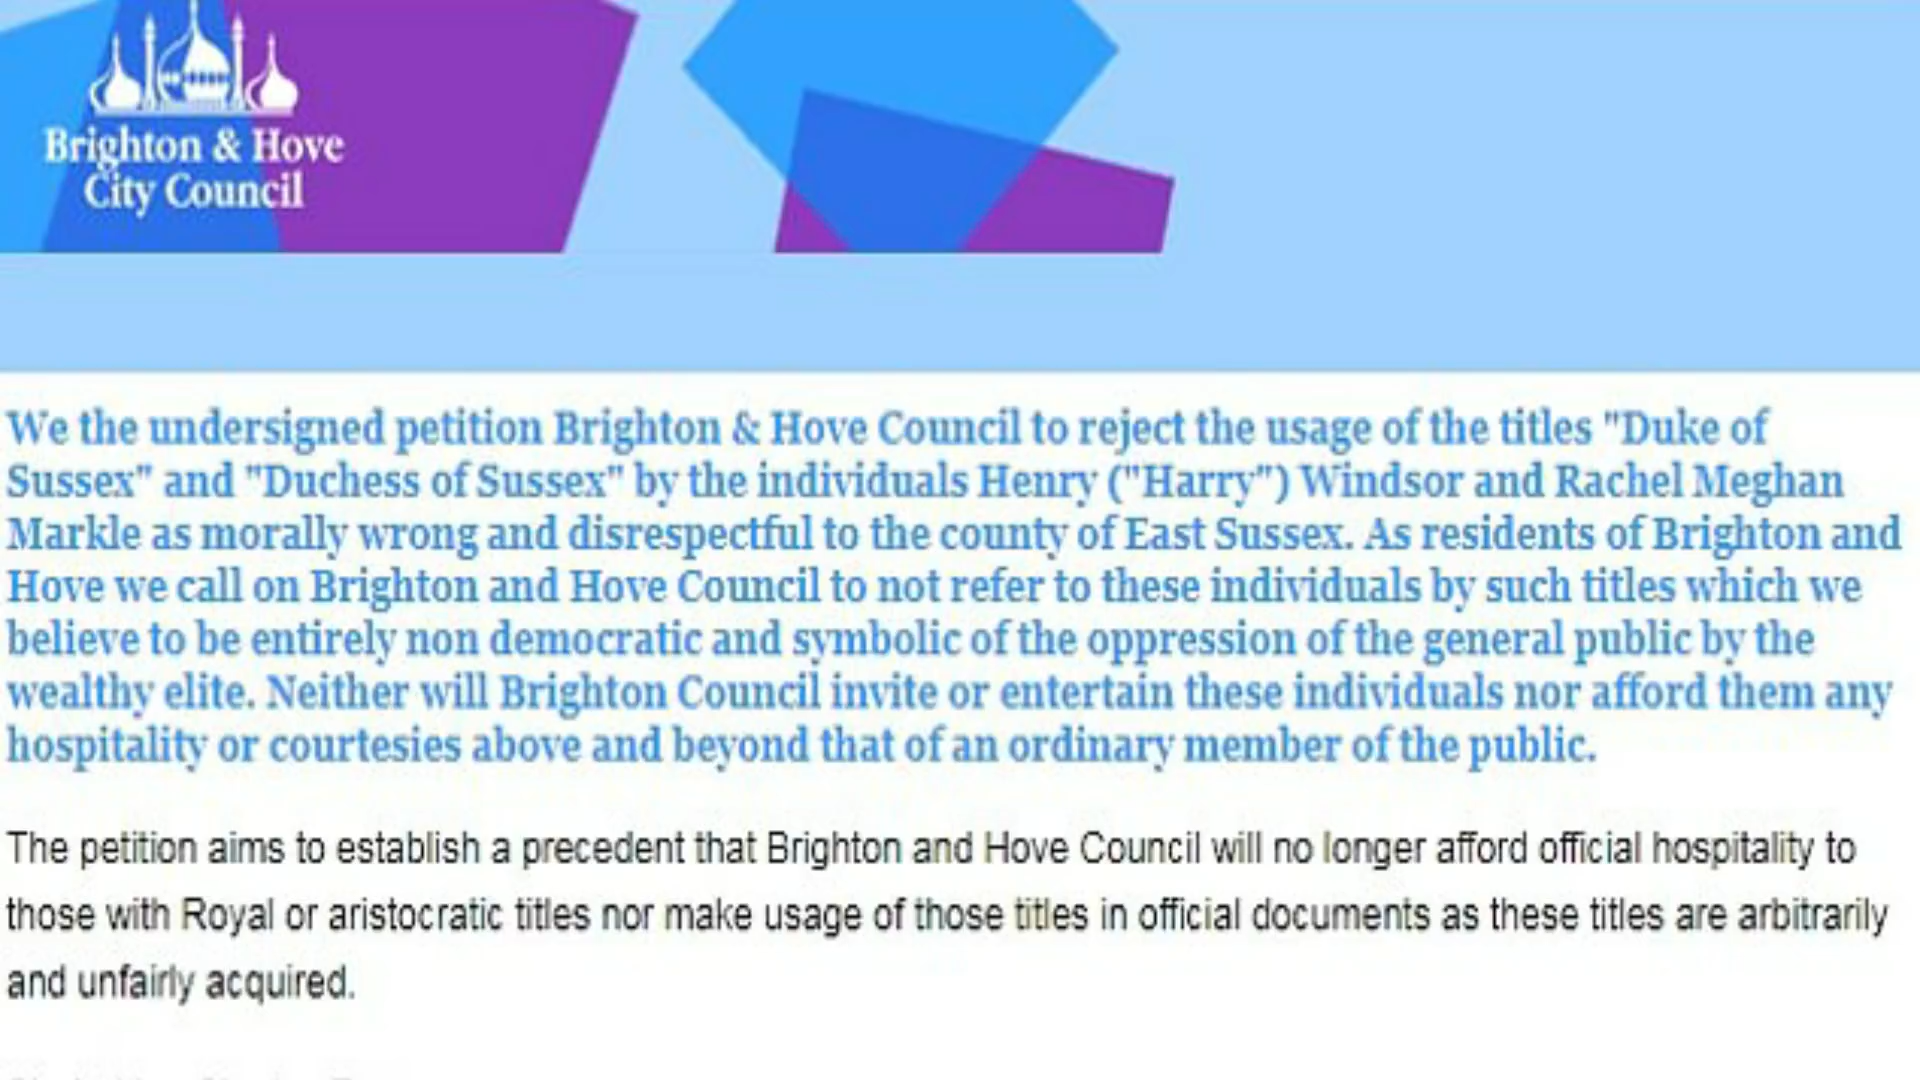 Brighton & Hove
City Council
We the undersigned petition Brighton & Hove Council to reject the usage of the titles "Duke of
Sussex" and "Duchess of Sussex" by the individuals Henry ("Harry") Windsor and Rachel Meghan
Markle as morally wrong and disrespectful to the county of East Sussex. As residents of Brighton and
Hove we call on Brighton and Hove Council to not refer to these individuals by such titles which we
believe to be entirely non democratic and symbolic of the oppression of the general public by the
wealthy elite. Neither will Brighton Council invite or entertain these individuals nor afford them any
hospitality or courtesies above and beyond that of an ordinary member of the public.
The petition aims to establish a precedent that Brighton and Hove Council will no longer afford official hospitality to
those with Royal or aristocratic titles nor make usage of those titles in official documents as these titles are arbitrarily
and unfairly acquired.